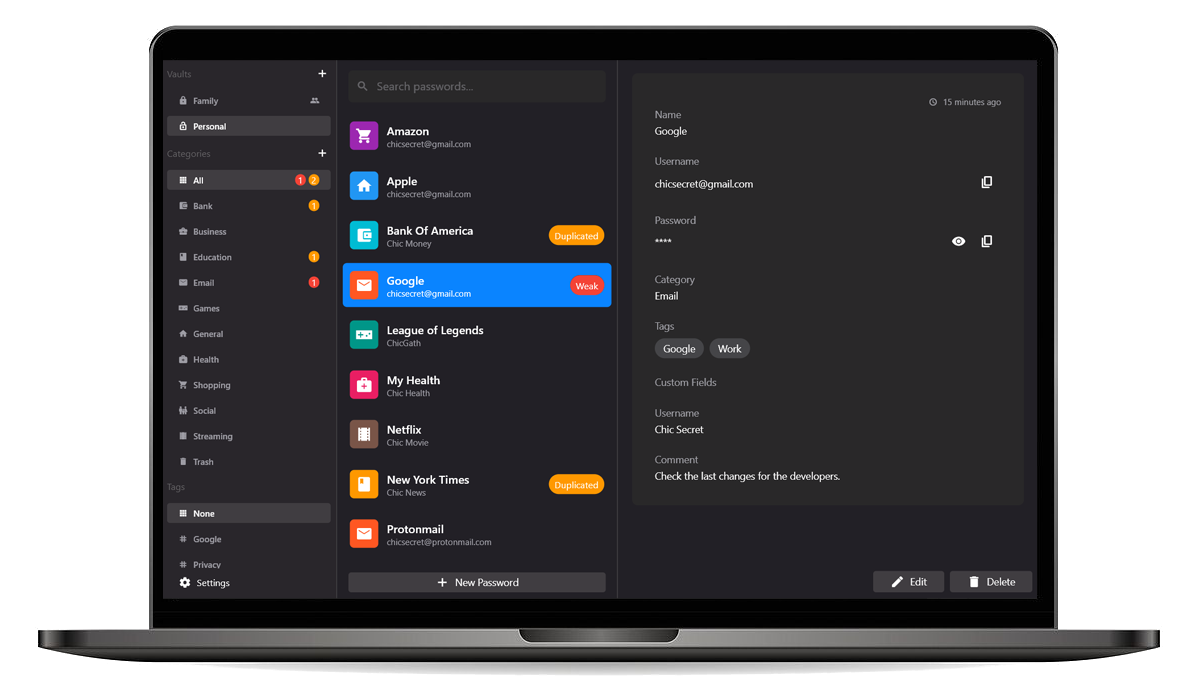 Vaults
Family
Personal
Categories
All 1 2
Bank 1
Business
Education 1
Email 1
Games
General
Health
Shopping
Social
Streaming
Trash
Tags
None
# Google
# Privacy
Settings
Search passwords...
Amazon
chicsecret@gmail.com
Apple
chicsecret@gmail.com
Bank Of America
Chic Money
Duplicated
Google
chicsecret@gmail.com
Weak
League of Legends
ChicGath
My Health
Chic Health
Netflix
Chic Movie
New York Times
Chic News
Duplicated
Protonmail
chicsecret@protonmail.com
+ New Password
15 minutes ago
Name
Google
Username
chicsecret@gmail.com
Password
****
Category
Email
Tags
Google Work
Custom Fields
Username
Chic Secret
Comment
Check the last changes for the developers.
Edit Delete